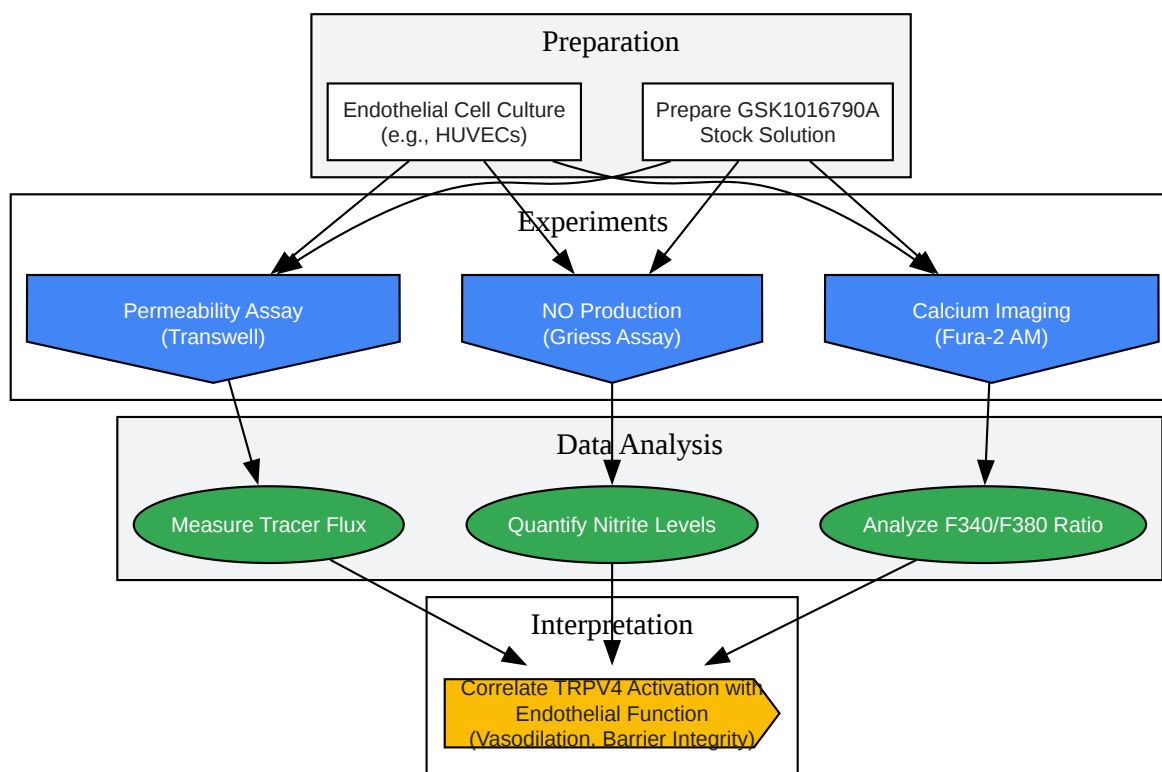 Preparation
Endothelial Cell Culture
(e.g., HUVECs)
Prepare GSK1016790A
Stock Solution
Experiments
Permeability Assay
(Transwell)
NO Production
(Griess Assay)
Calcium Imaging
(Fura-2 AM)
Data Analysis
Measure Tracer Flux
Quantify Nitrite Levels
Analyze F340/F380 Ratio
Interpretation
Correlate TRPV4 Activation with
Endothelial Function
(Vasodilation, Barrier Integrity)